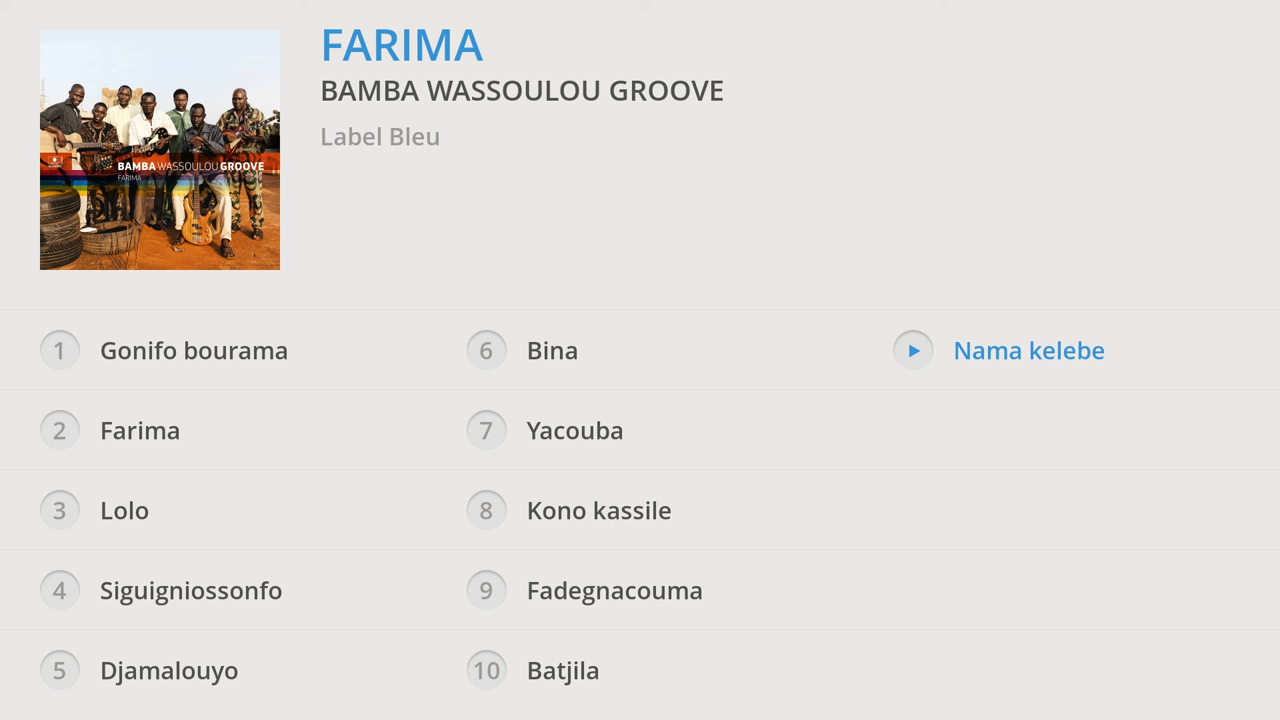 FARIMA
BAMBA WASSOULOU GROOVE
Label Bleu
BAMBA WASSOULOU GROOVE
FARIMA
1 Gonifo bourama
2 Farima
3 Lolo
4 Siguigniossonfo
5 Djamalouyo
6 Bina
7 Yacouba
8 Kono kassile
9 Fadegnacouma
10 Batjila
Nama kelebe